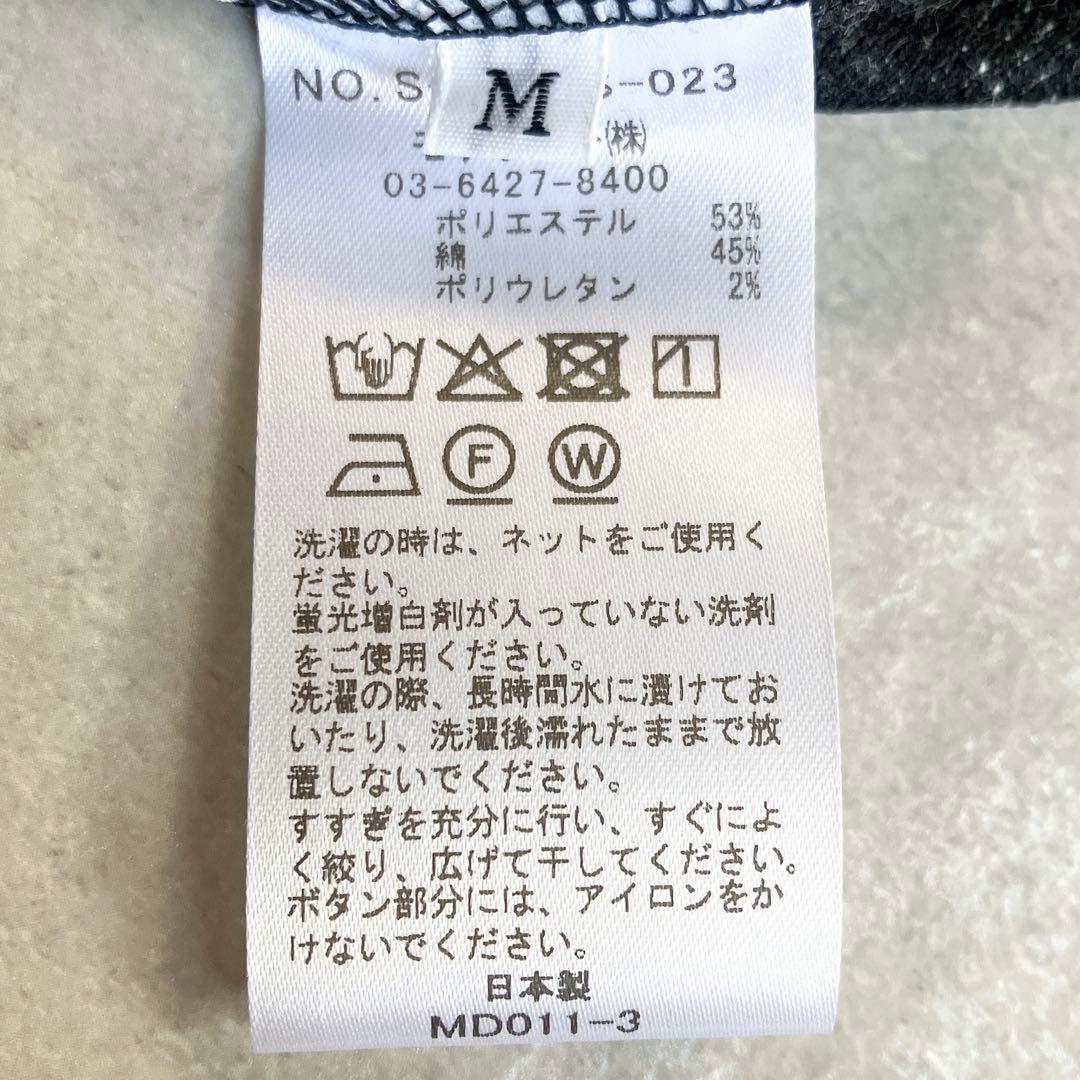 M
-023
(株)
03-6427-8400
ポリエステル 53%
綿 45%
ポリウレタン 2%
F W
洗濯の時は、ネットをご使用く
ださい。
蛍光増白剤が入っていない洗剤
をご使用ください。
洗濯の際、長時間水に漬けてお
いたり、洗濯後濡れたままで放
置しないでください。
すすぎを充分に行い、すぐによ
く絞り、広げて干してください。
ボタン部分には、アイロンをか
けないでください。
日本製
MD011-3